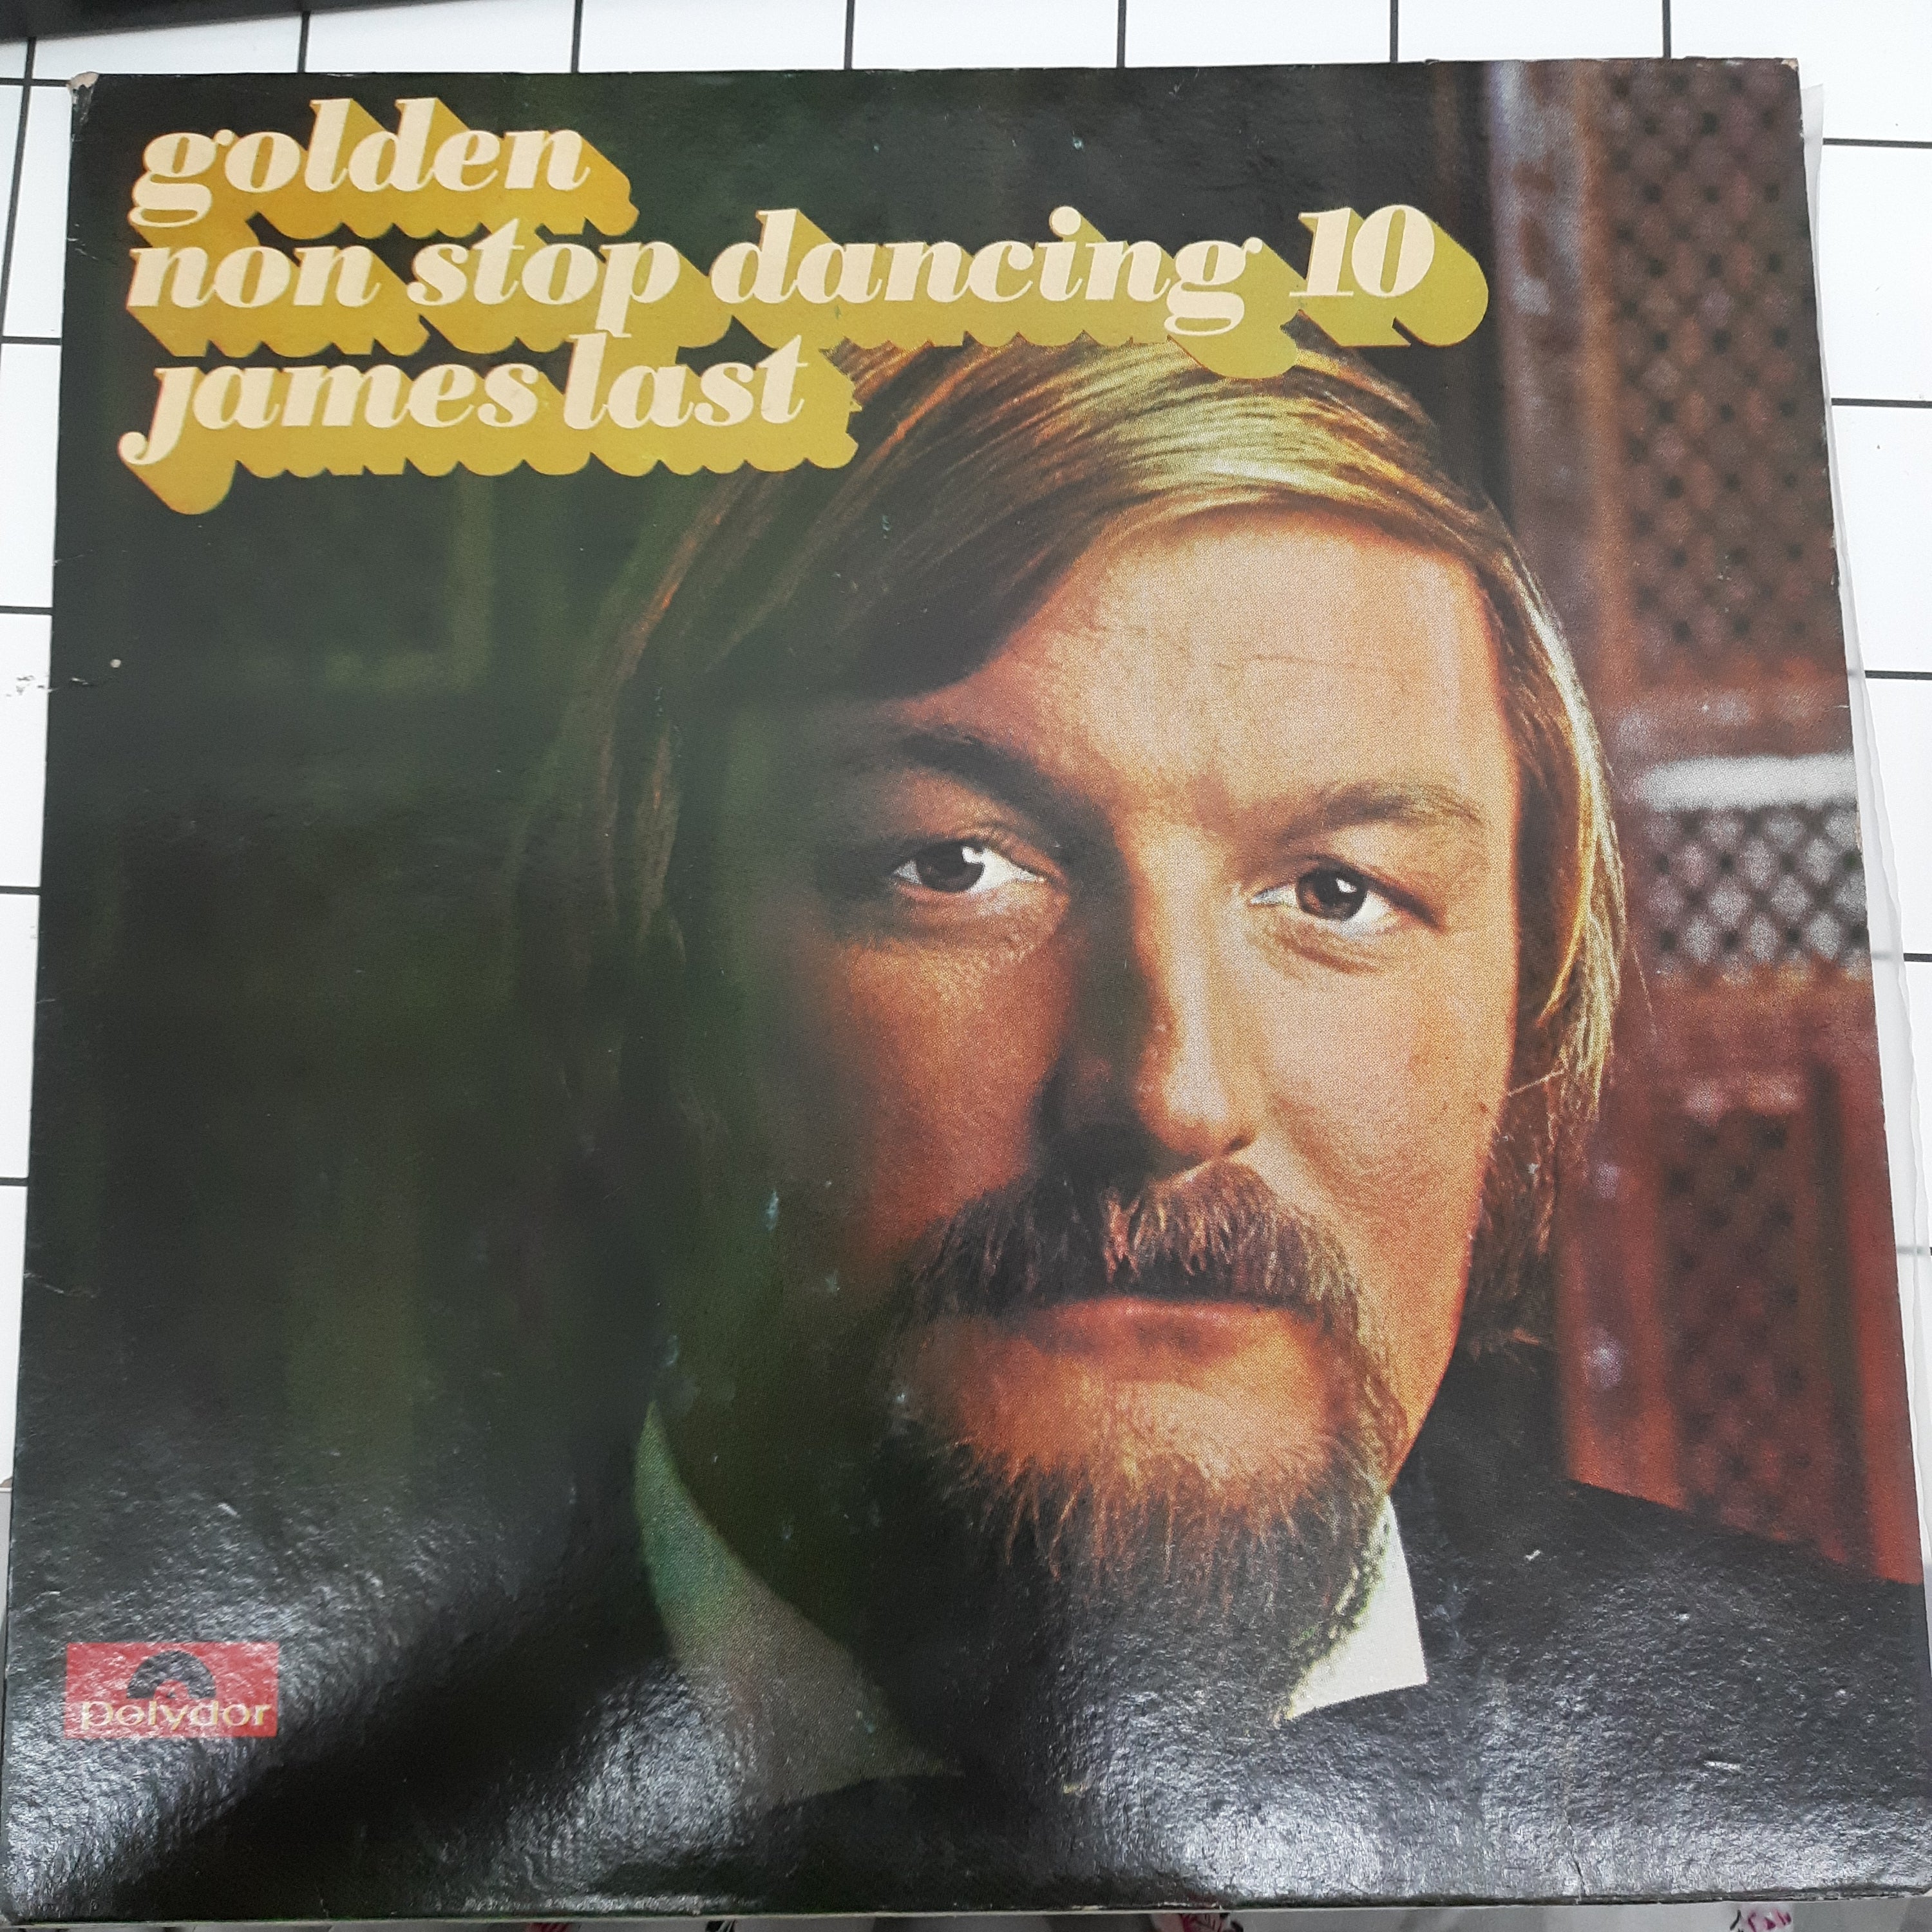 golden
non stop dancing 10
james last
polydor